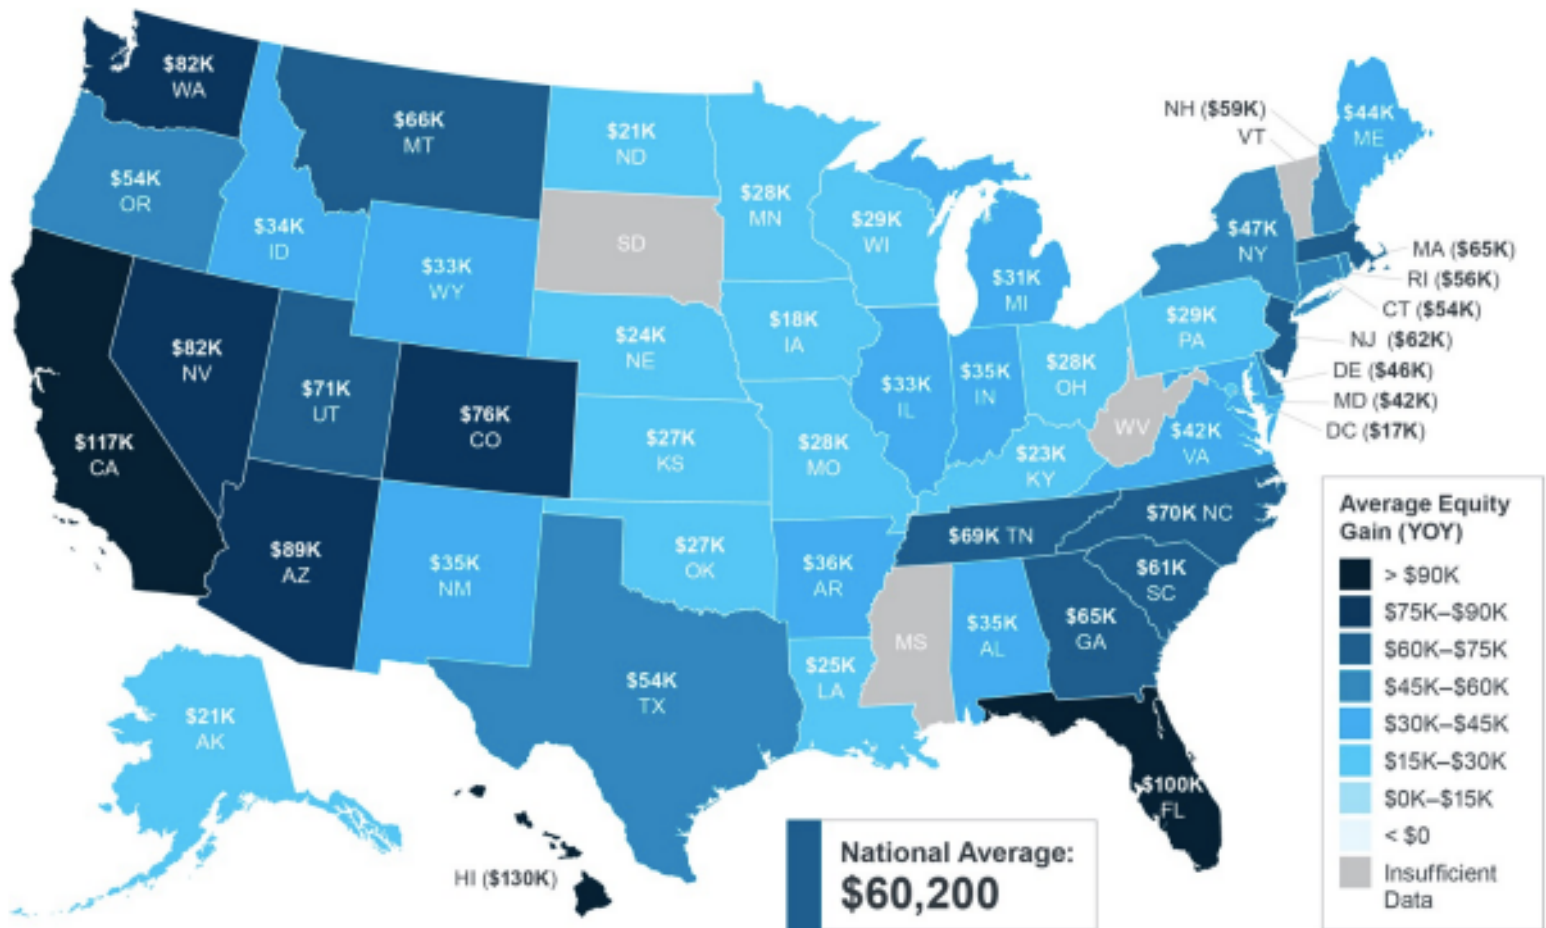 $82K
WA
$66K
MT
$21K
ND
$28K
MN
$29K
WI
NH ($59K)
VT
$44K
ME
$54K
OR
$34K
ID
$33K
WY
SD
$31K
MI
$47K
NY
MA ($65K)
RI ($56K)
CT ($54K)
NJ ($62K)
DE ($46K)
MD ($42K)
DC ($17K)
$82K
NV
$71K
UT
$76K
CO
$24K
NE
$18K
IA
$33K
IL
$35K
IN
$28K
OH
$29K
PA
$117K
CA
$27K
KS
$28K
MO
$23K
KY
WV
$42K
VA
$89K
AZ
$35K
NM
$27K
OK
$36K
AR
$69K TN
$70K NC
$61K
SC
$54K
TX
$25K
LA
MS
$35K
AL
$65K
GA
$100K
FL
$21K
AK
HI ($130K)
National Average:
$60,200
Average Equity
Gain (YOY)
> $90K
$75K–$90K
$60K–$75K
$45K–$60K
$30K–$45K
$15K–$30K
$0K–$15K
< $0
Insufficient
Data